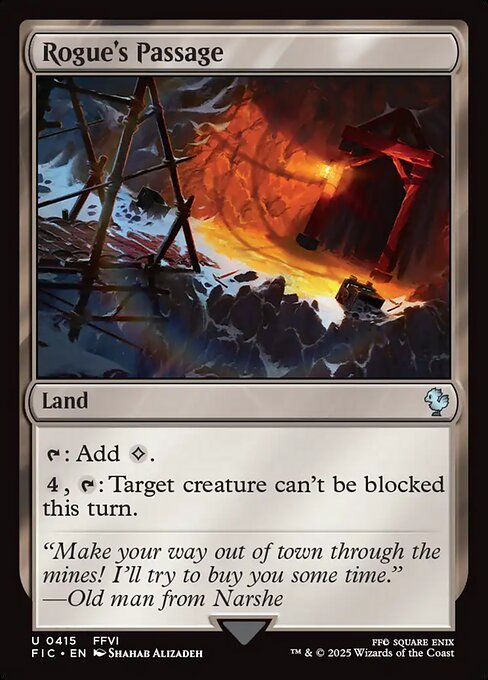 Rogue's Passage
Land
: Add .
4, : Target creature can't be blocked
this turn.
"Make your way out of town through the
mines! I'll try to buy you some time."
—Old man from Narshe
U 0415 FFVI
FIC • EN Shahab Alizadeh
FF© SQUARE ENIX
™ & © 2025 Wizards of the Coast